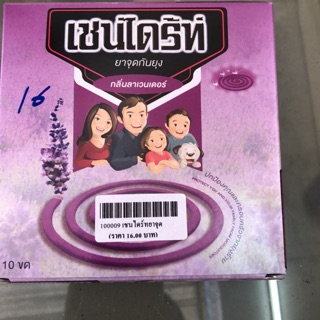 เชนไดร้ท์
ยาจุดกันยุง
กลิ่นลาเวนเดอร์
16
100009 เชนไดร้ท์ยาจุด
(ราคา 16.00 บาท)
10 ขด